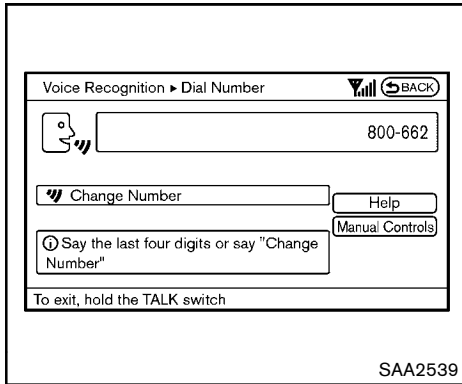 Voice Recognition ▸ Dial Number BACK
800-662
Change Number
Help
Manual Controls
Say the last four digits or say "Change
Number"
To exit, hold the TALK switch
SAA2539